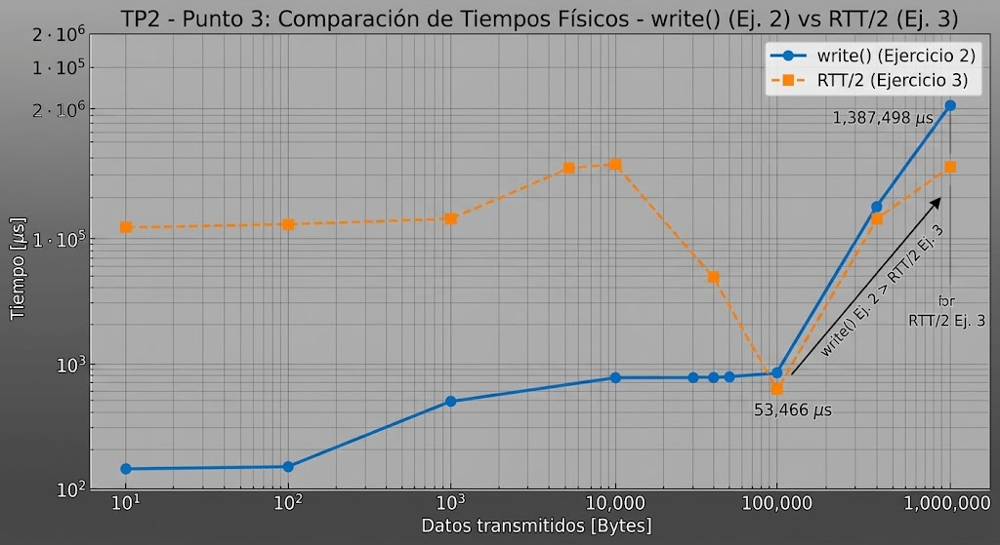 TP2 - Punto 3: Comparación de Tiempos Físicos - write() (Ej. 2) vs RTT/2 (Ej. 3)
2·10⁶
1·10⁵
2·10⁶
1·10⁵
10³
10²
Tiempo [µs]
write() (Ejercicio 2)
RTT/2 (Ejercicio 3)
1,387,498 µs
write() Ej. 2 > RTT/2 Ej. 3
for
RTT/2 Ej. 3
53,466 µs
10¹
10²
10³
10,000
100,000
1,000,000
Datos transmitidos [Bytes]